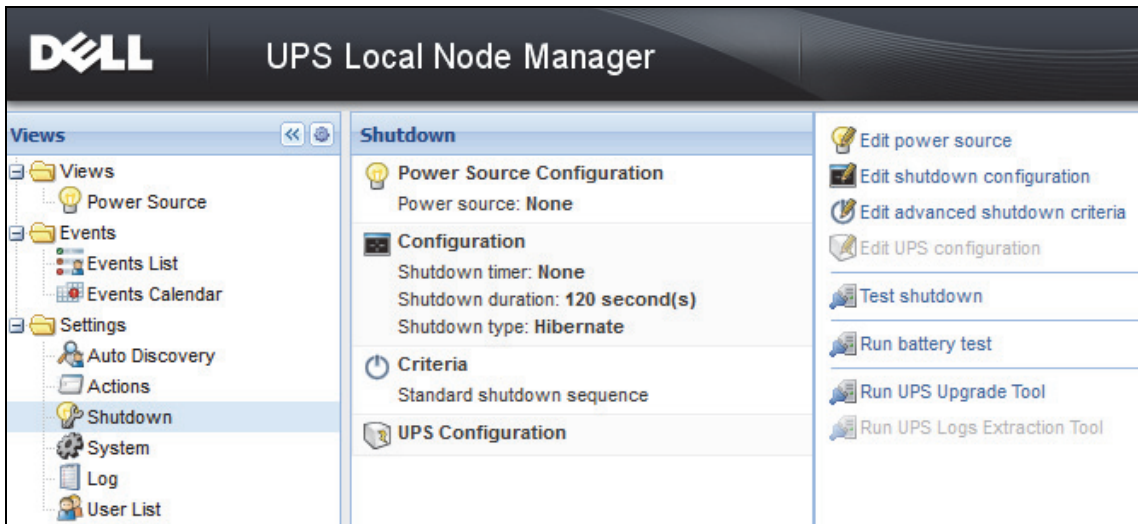 DELL
UPS Local Node Manager
Views
Views
Power Source
Events
Events List
Events Calendar
Settings
Auto Discovery
Actions
Shutdown
System
Log
User List
Shutdown
Power Source Configuration
Power source: None
Configuration
Shutdown timer: None
Shutdown duration: 120 second(s)
Shutdown type: Hibernate
Criteria
Standard shutdown sequence
UPS Configuration
Edit power source
Edit shutdown configuration
Edit advanced shutdown criteria
Edit UPS configuration
Test shutdown
Run battery test
Run UPS Upgrade Tool
Run UPS Logs Extraction Tool